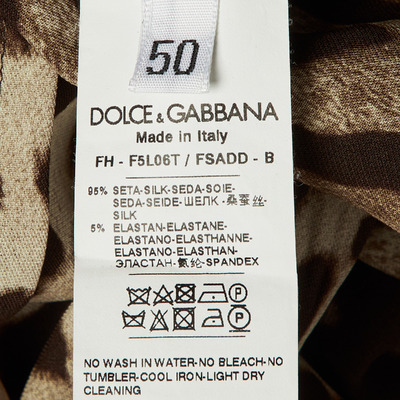 50
DOLCE & GABBANA
Made in Italy
FH - F5L06T / FSADD - B
95% SETA-SILK-SEDA-SOIE-
SEDA-SEIDE-ШЕЛК -桑蚕丝-
SILK
5% ELASTAN-ELASTANE-
ELASTANO-ELASTHANNE-
ELASTANO-ELASTHAN-
ЭЛАСТАН-氨纶-SPANDEX
P
P
NO WASH IN WATER-NO BLEACH-NO
TUMBLER-COOL IRON-LIGHT DRY
CLEANING